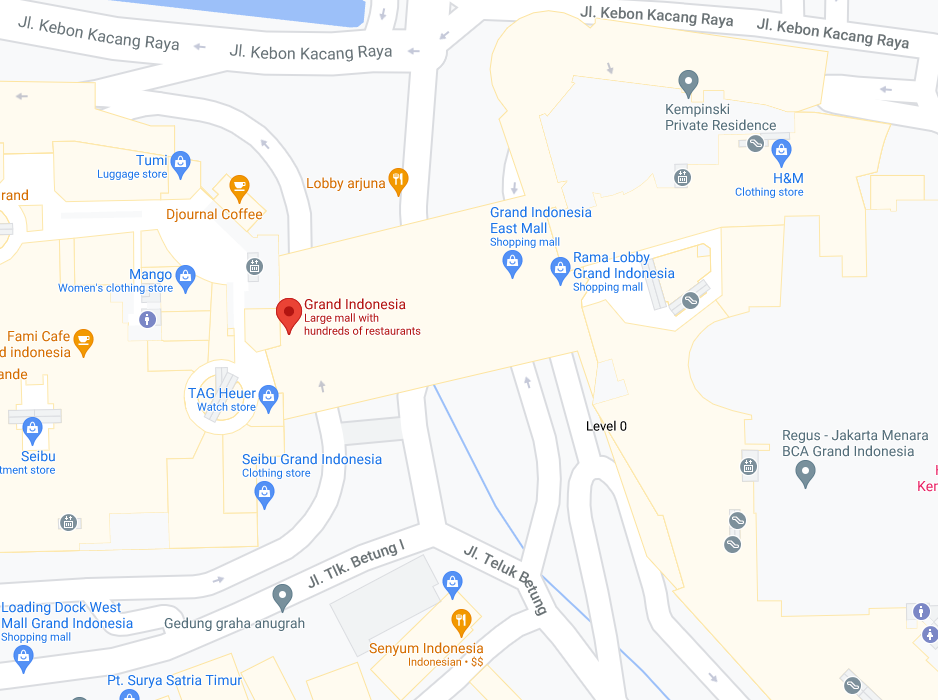 Jl. Kebon Kacang Raya
Jl. Kebon Kacang Raya
Jl. Kebon Kacang Raya
Jl. Kebon Kacang Raya
Kempinski
Private Residence
Tumi
Luggage store
Lobby arjuna
H&M
Clothing store
rand
Djournal Coffee
Grand Indonesia
East Mall
Shopping mall
Rama Lobby
Grand Indonesia
Shopping mall
Mango
Women's clothing store
Grand Indonesia
Large mall with
hundreds of restaurants
Fami Cafe
d indonesia
ande
TAG Heuer
Watch store
Level 0
Seibu
tment store
Seibu Grand Indonesia
Clothing store
Regus - Jakarta Menara
BCA Grand Indonesia
H
Ker
Jl. Tlk. Betung I
Jl. Teluk Betung
Loading Dock West
Mall Grand Indonesia
Shopping mall
Gedung graha anugrah
Senyum Indonesia
Indonesian • $$
Pt. Surya Satria Timur